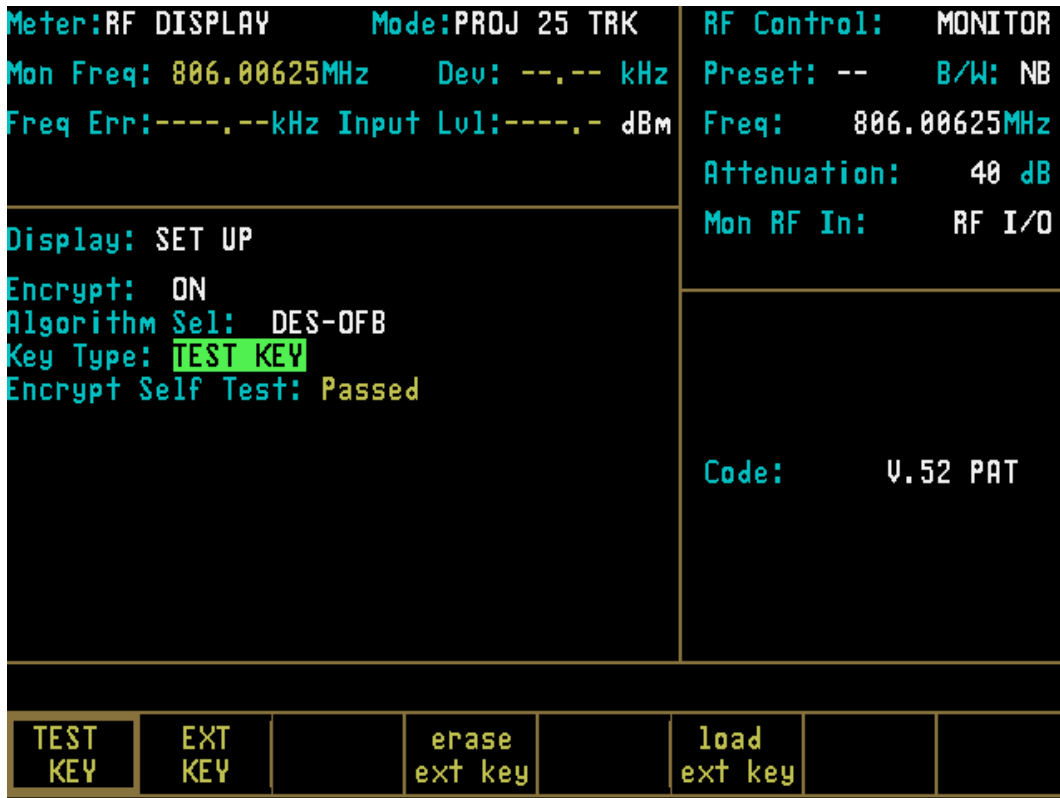 Meter:RF DISPLAY Mode:PROJ 25 TRK
Mon Freq: 806.00625MHz Dev: --.-- kHz
Freq Err:----.--kHz Input Lvl:----.- dBm
RF Control: MONITOR
Preset: -- B/W: NB
Freq: 806.00625MHz
Attenuation: 40 dB
Mon RF In: RF I/O
Display: SET UP
Encrypt: ON
Algorithm Sel: DES-OFB
Key Type: TEST KEY
Encrypt Self Test: Passed
Code: V.52 PAT
TEST KEY
EXT KEY
erase ext key
load ext key